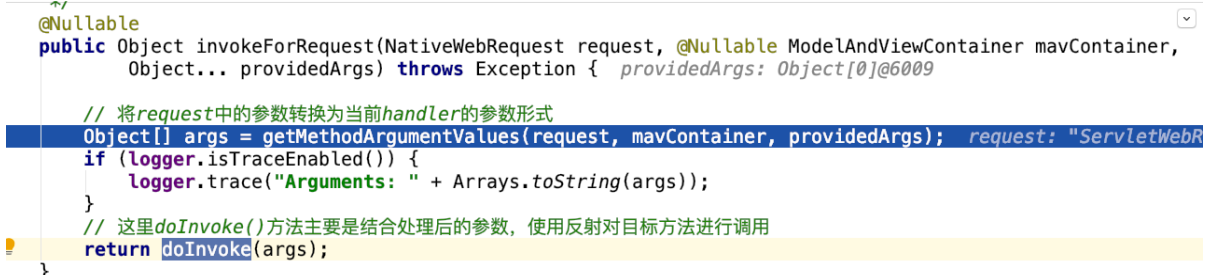 */
@Nullable
public Object invokeForRequest(NativeWebRequest request, @Nullable ModelAndViewContainer mavContainer,
Object... providedArgs) throws Exception {  providedArgs: Object[0]@6009
// 将request中的参数转换为当前handler的参数形式
Object[] args = getMethodArgumentValues(request, mavContainer, providedArgs);  request: "ServletWebR
if (logger.isTraceEnabled()) {
logger.trace("Arguments: " + Arrays.toString(args));
}
// 这里doInvoke()方法主要是结合处理后的参数，使用反射对目标方法进行调用
return doInvoke(args);
}